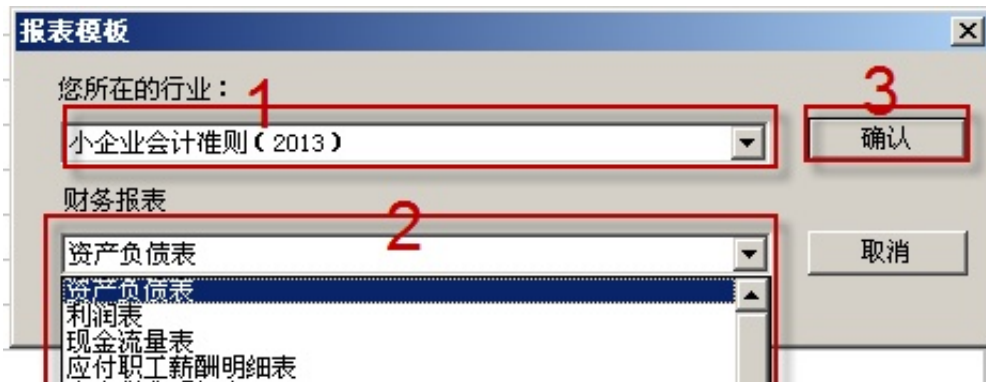 报表模板
您所在的行业：
1
3
小企业会计准则（2013）
确认
财务报表
2
资产负债表
取消
资产负债表
利润表
现金流量表
应付职工薪酬明细表